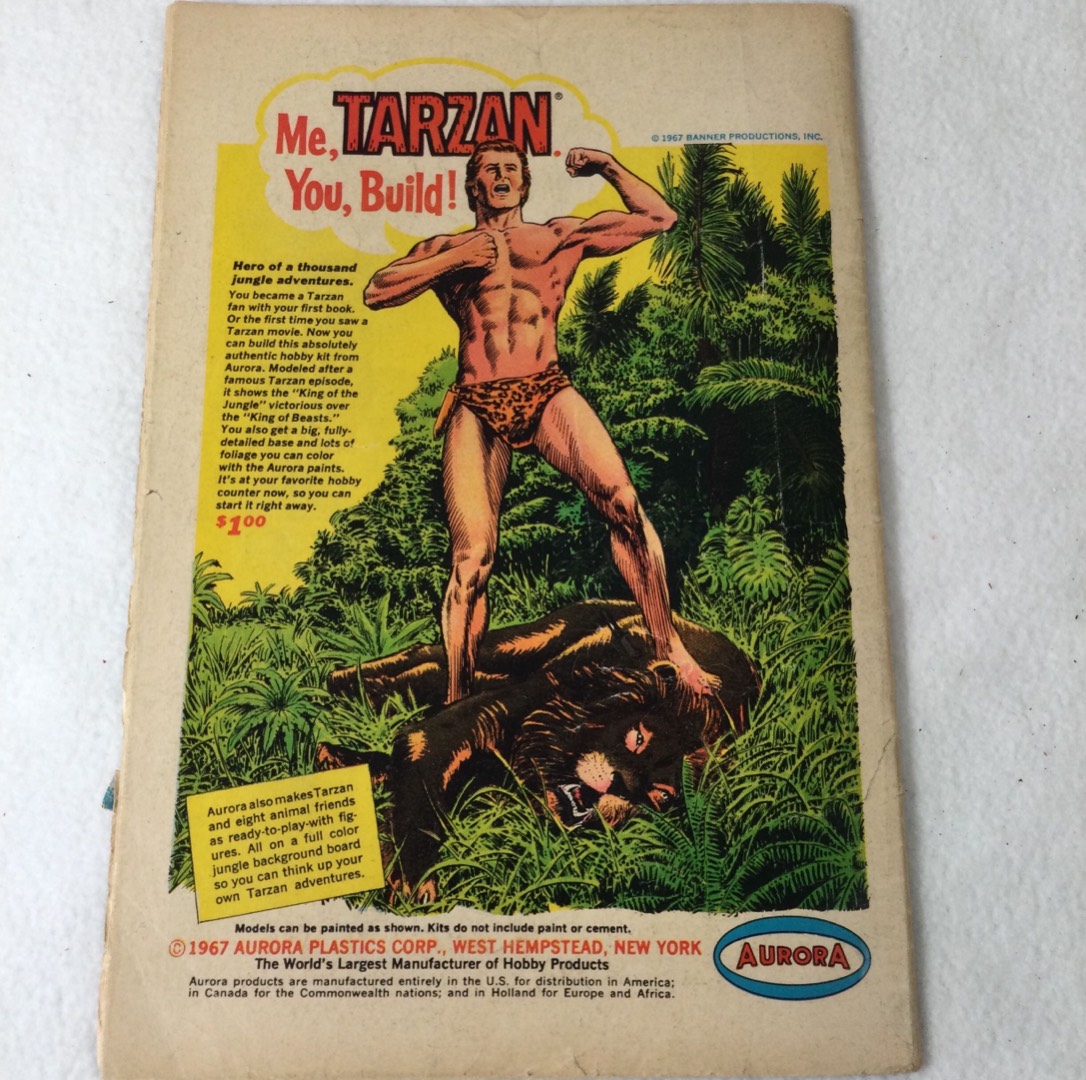 Me, TARZAN®.
You, Build!
© 1967 BANNER PRODUCTIONS, INC.
Hero of a thousand
jungle adventures.
You became a Tarzan
fan with your first book.
Or the first time you saw a
Tarzan movie. Now you
can build this absolutely
authentic hobby kit from
Aurora. Modeled after a
famous Tarzan episode,
it shows the "King of the
Jungle" victorious over
the "King of Beasts."
You also get a big, fully-
detailed base and lots of
foliage you can color
with the Aurora paints.
It's at your favorite hobby
counter now, so you can
start it right away.
$100
Aurora also makes Tarzan
and eight animal friends
as ready-to-play-with fig-
ures. All on a full color
jungle background board
so you can think up your
own Tarzan adventures.
Models can be painted as shown. Kits do not include paint or cement.
© 1967 AURORA PLASTICS CORP., WEST HEMPSTEAD, NEW YORK
The World's Largest Manufacturer of Hobby Products
Aurora products are manufactured entirely in the U.S. for distribution in America;
in Canada for the Commonwealth nations; and in Holland for Europe and Africa.
AURORA